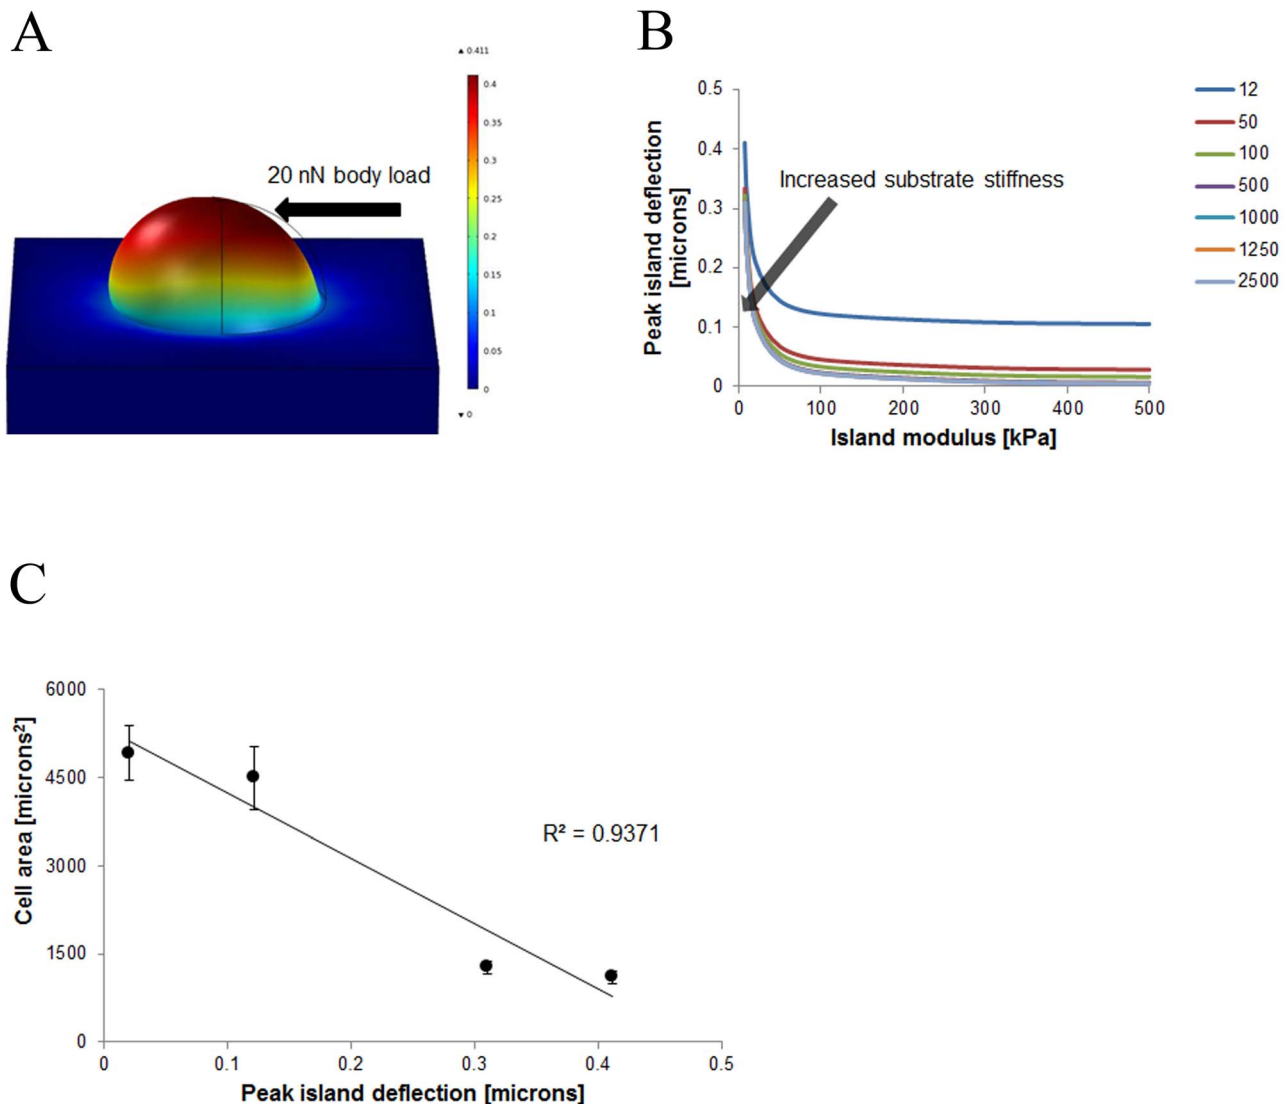 A
▲ 0.411
0.4
0.35
0.3
0.25
0.2
0.15
0.1
0.05
0
▼ 0
20 nN body load
B
Peak island deflection
[microns]
0.5
0.4
0.3
0.2
0.1
0
0 100 200 300 400 500
Island modulus [kPa]
Increased substrate stiffness
12
50
100
500
1000
1250
2500
C
Cell area [microns²]
6000
4500
3000
1500
0
0 0.1 0.2 0.3 0.4 0.5
Peak island deflection [microns]
R² = 0.9371